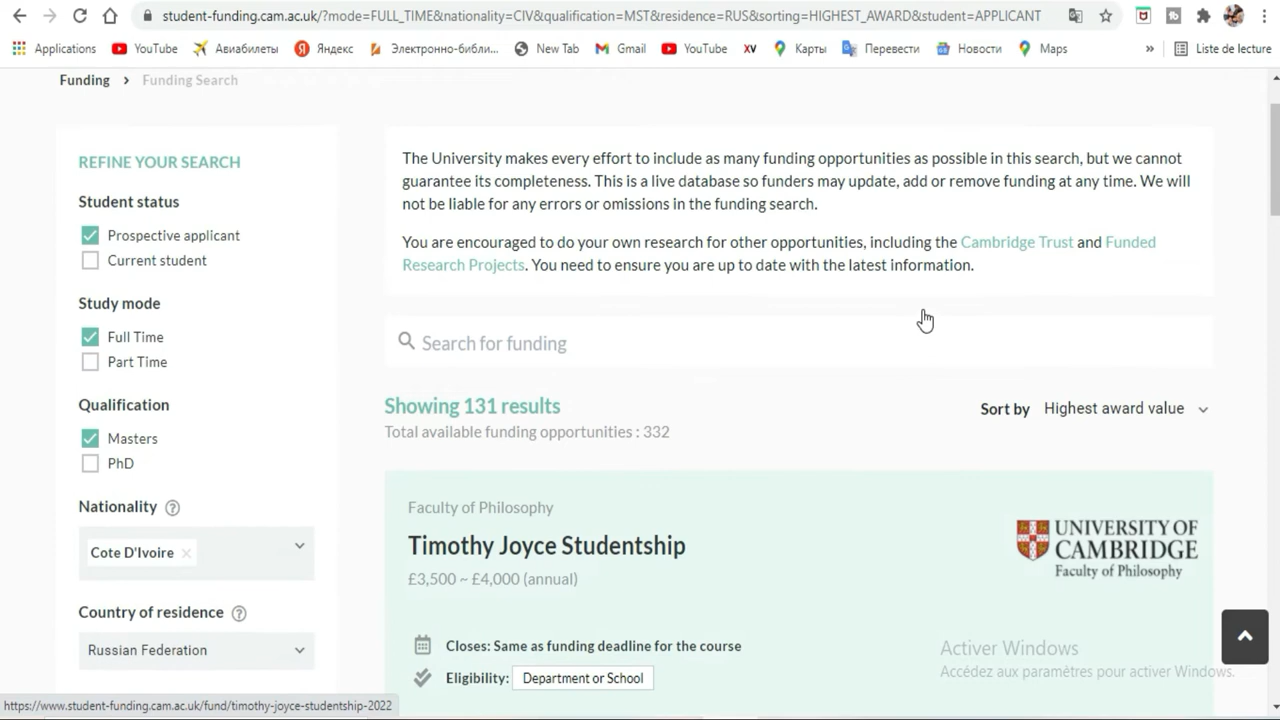 student-funding.cam.ac.uk/?mode=FULL_TIME&nationality=CIV&qualification=MST&residence=RUS&sorting=HIGHEST_AWARD&student=APPLICANT
Applications YouTube Авиабилеты Яндекс Электронно-библи... New Tab Gmail YouTube XV Карты Перевести Новости Maps » Liste de lecture
Funding > Funding Search
REFINE YOUR SEARCH
Student status
Prospective applicant
Current student
Study mode
Full Time
Part Time
Qualification
Masters
PhD
Nationality ?
Cote D'Ivoire ×
Country of residence ?
Russian Federation
The University makes every effort to include as many funding opportunities as possible in this search, but we cannot
guarantee its completeness. This is a live database so funders may update, add or remove funding at any time. We will
not be liable for any errors or omissions in the funding search.
You are encouraged to do your own research for other opportunities, including the Cambridge Trust and Funded
Research Projects. You need to ensure you are up to date with the latest information.
Search for funding
Showing 131 results
Total available funding opportunities : 332
Sort by Highest award value
Faculty of Philosophy
Timothy Joyce Studentship
£3,500 ~ £4,000 (annual)
UNIVERSITY OF
CAMBRIDGE
Faculty of Philosophy
Closes: Same as funding deadline for the course
Eligibility: Department or School
Activer Windows
Accédez aux paramètres pour activer Windows.
https://www.student-funding.cam.ac.uk/fund/timothy-joyce-studentship-2022